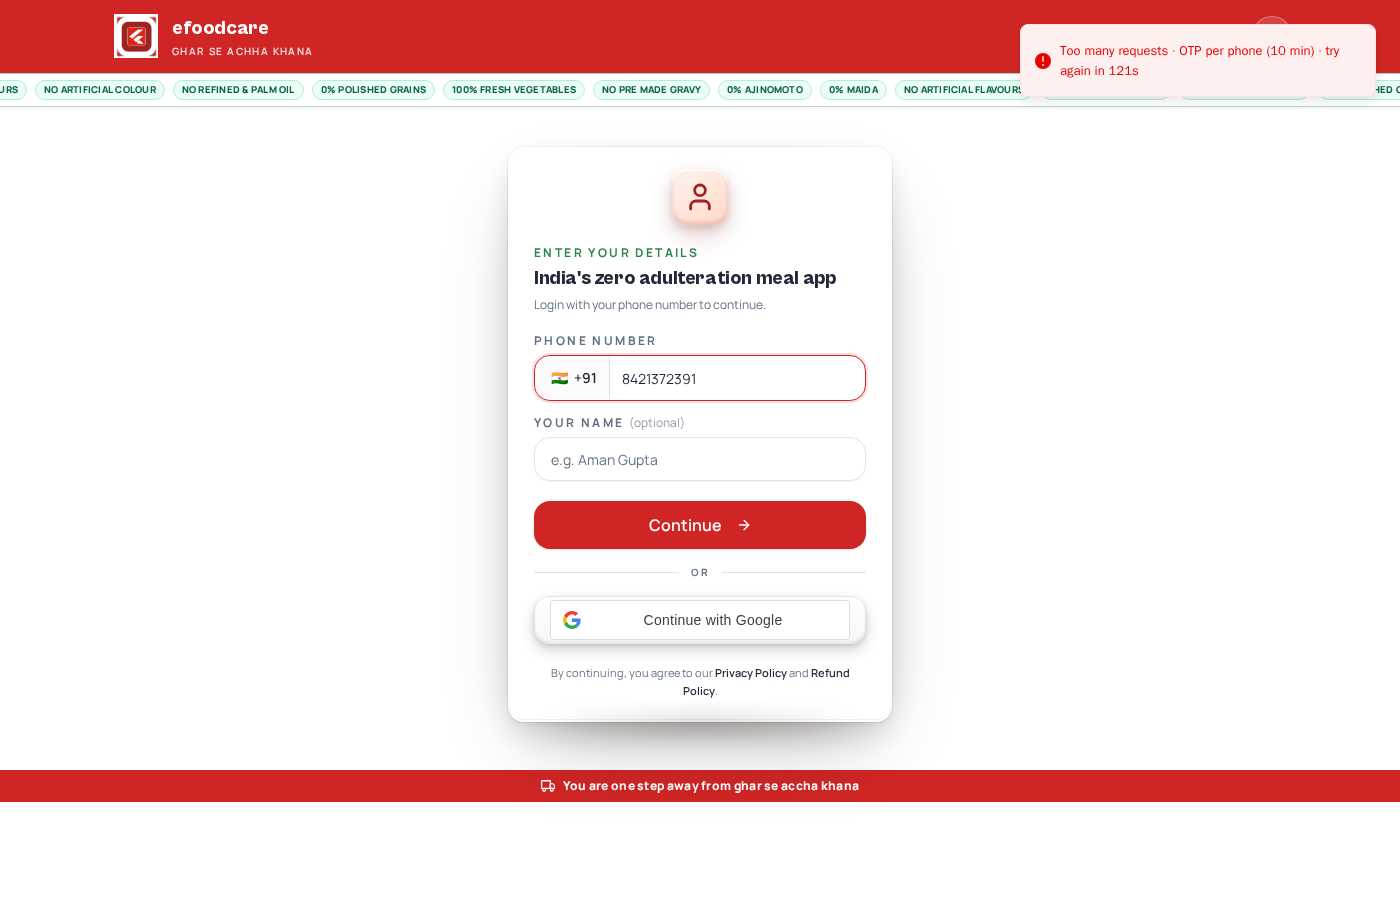 efoodcare
GHAR SE ACHHA KHANA
Too many requests · OTP per phone (10 min) · try
again in 121s
URS NO ARTIFICIAL COLOUR NO REFINED & PALM OIL 0% POLISHED GRAINS 100% FRESH VEGETABLES NO PRE MADE GRAVY 0% AJINOMOTO 0% MAIDA NO ARTIFICIAL FLAVOURS
ENTER YOUR DETAILS
India's zero adulteration meal app
Login with your phone number to continue.
PHONE NUMBER
+91 8421372391
YOUR NAME (optional)
e.g. Aman Gupta
Continue
OR
Continue with Google
By continuing, you agree to our Privacy Policy and Refund
Policy.
You are one step away from ghar se accha khana